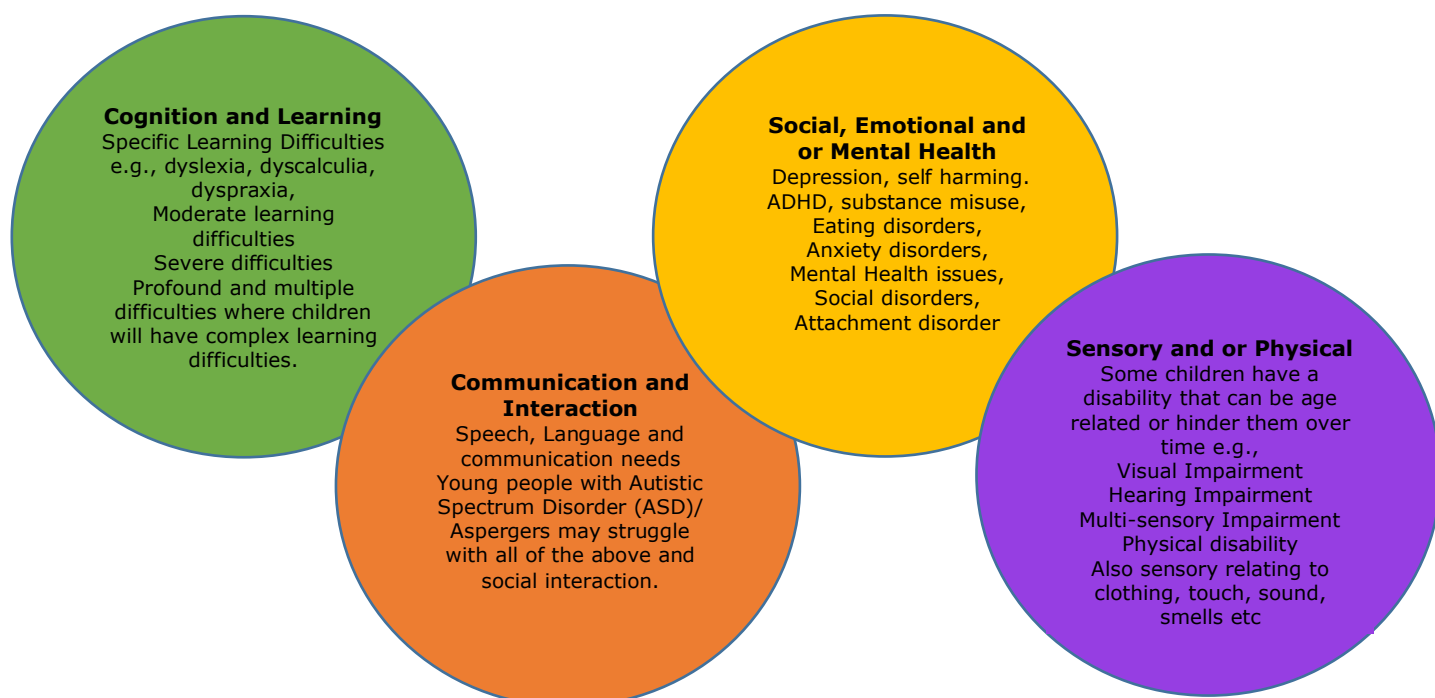 Cognition and Learning
Specific Learning Difficulties
e.g., dyslexia, dyscalculia,
dyspraxia,
Moderate learning
difficulties
Severe difficulties
Profound and multiple
difficulties where children
will have complex learning
difficulties.
Communication and
Interaction
Speech, Language and
communication needs
Young people with Autistic
Spectrum Disorder (ASD)/
Aspergers may struggle
with all of the above and
social interaction.
Social, Emotional and
or Mental Health
Depression, self harming.
ADHD, substance misuse,
Eating disorders,
Anxiety disorders,
Mental Health issues,
Social disorders,
Attachment disorder
Sensory and or Physical
Some children have a
disability that can be age
related or hinder them over
time e.g.,
Visual Impairment
Hearing Impairment
Multi-sensory Impairment
Physical disability
Also sensory relating to
clothing, touch, sound,
smells etc